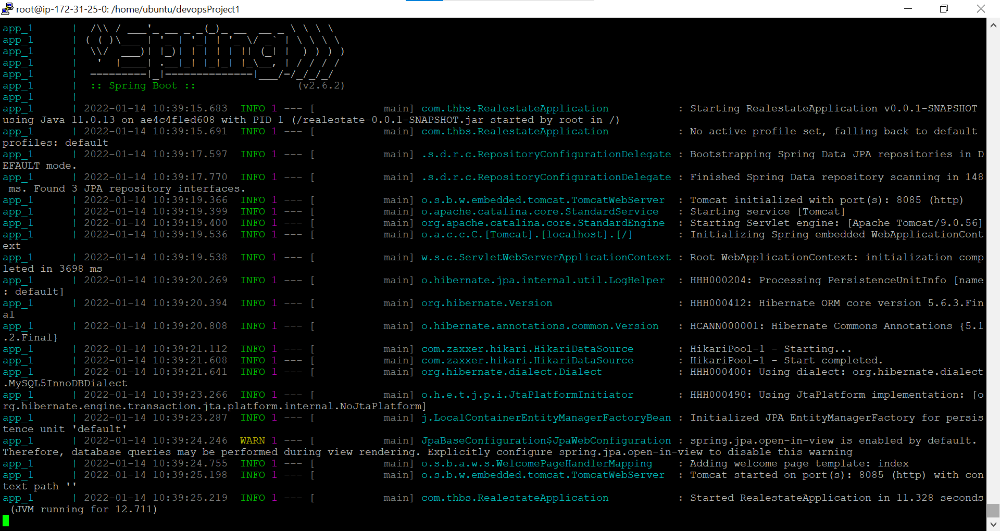 root@ip-172-31-25-0: /home/ubuntu/devopsProject1
app_1      |  /\\ / ___'_ __ _ _(_)_ __  __ _ \ \ \ \
app_1      | ( ( )\___ | '_ | '_| | '_ \/ _` | \ \ \ \
app_1      |  \\/  ___)| |_)| | | | | || (_| |  ) ) ) )
app_1      |   '  |____| .__|_| |_|_| |_\__, | / / / /
app_1      |  =========|_|==============|___/=/_/_/_/
app_1      |  :: Spring Boot ::                (v2.6.2)
app_1      |
app_1      | 2022-01-14 10:39:15.683  INFO 1 --- [           main] com.thbs.RealestateApplication           : Starting RealestateApplication v0.0.1-SNAPSHOT
using Java 11.0.13 on ae4c4f1ed608 with PID 1 (/realestate-0.0.1-SNAPSHOT.jar started by root in /)
app_1      | 2022-01-14 10:39:15.691  INFO 1 --- [           main] com.thbs.RealestateApplication           : No active profile set, falling back to default
profiles: default
app_1      | 2022-01-14 10:39:17.597  INFO 1 --- [           main] .s.d.r.c.RepositoryConfigurationDelegate : Bootstrapping Spring Data JPA repositories in D
EFAULT mode.
app_1      | 2022-01-14 10:39:17.770  INFO 1 --- [           main] .s.d.r.c.RepositoryConfigurationDelegate : Finished Spring Data repository scanning in 148
 ms. Found 3 JPA repository interfaces.
app_1      | 2022-01-14 10:39:19.366  INFO 1 --- [           main] o.s.b.w.embedded.tomcat.TomcatWebServer  : Tomcat initialized with port(s): 8085 (http)
app_1      | 2022-01-14 10:39:19.399  INFO 1 --- [           main] o.apache.catalina.core.StandardService   : Starting service [Tomcat]
app_1      | 2022-01-14 10:39:19.400  INFO 1 --- [           main] org.apache.catalina.core.StandardEngine  : Starting Servlet engine: [Apache Tomcat/9.0.56]
app_1      | 2022-01-14 10:39:19.536  INFO 1 --- [           main] o.a.c.c.C.[Tomcat].[localhost].[/]       : Initializing Spring embedded WebApplicationCont
ext
app_1      | 2022-01-14 10:39:19.538  INFO 1 --- [           main] w.s.c.ServletWebServerApplicationContext : Root WebApplicationContext: initialization comp
leted in 3698 ms
app_1      | 2022-01-14 10:39:20.269  INFO 1 --- [           main] o.hibernate.jpa.internal.util.LogHelper  : HHH000204: Processing PersistenceUnitInfo [name
: default]
app_1      | 2022-01-14 10:39:20.394  INFO 1 --- [           main] org.hibernate.Version                    : HHH000412: Hibernate ORM core version 5.6.3.Fin
al
app_1      | 2022-01-14 10:39:20.808  INFO 1 --- [           main] o.hibernate.annotations.common.Version   : HCANN000001: Hibernate Commons Annotations {5.1
.2.Final}
app_1      | 2022-01-14 10:39:21.112  INFO 1 --- [           main] com.zaxxer.hikari.HikariDataSource       : HikariPool-1 - Starting...
app_1      | 2022-01-14 10:39:21.608  INFO 1 --- [           main] com.zaxxer.hikari.HikariDataSource       : HikariPool-1 - Start completed.
app_1      | 2022-01-14 10:39:21.641  INFO 1 --- [           main] org.hibernate.dialect.Dialect            : HHH000400: Using dialect: org.hibernate.dialect
.MySQL5InnoDBDialect
app_1      | 2022-01-14 10:39:23.266  INFO 1 --- [           main] o.h.e.t.j.p.i.JtaPlatformInitiator       : HHH000490: Using JtaPlatform implementation: [o
rg.hibernate.engine.transaction.jta.platform.internal.NoJtaPlatform]
app_1      | 2022-01-14 10:39:23.287  INFO 1 --- [           main] j.LocalContainerEntityManagerFactoryBean : Initialized JPA EntityManagerFactory for persis
tence unit 'default'
app_1      | 2022-01-14 10:39:24.246  WARN 1 --- [           main] JpaBaseConfiguration$JpaWebConfiguration : spring.jpa.open-in-view is enabled by default.
Therefore, database queries may be performed during view rendering. Explicitly configure spring.jpa.open-in-view to disable this warning
app_1      | 2022-01-14 10:39:24.755  INFO 1 --- [           main] o.s.b.a.w.s.WelcomePageHandlerMapping    : Adding welcome page template: index
app_1      | 2022-01-14 10:39:25.198  INFO 1 --- [           main] o.s.b.w.embedded.tomcat.TomcatWebServer  : Tomcat started on port(s): 8085 (http) with con
text path ''
app_1      | 2022-01-14 10:39:25.219  INFO 1 --- [           main] com.thbs.RealestateApplication           : Started RealestateApplication in 11.328 seconds
 (JVM running for 12.711)